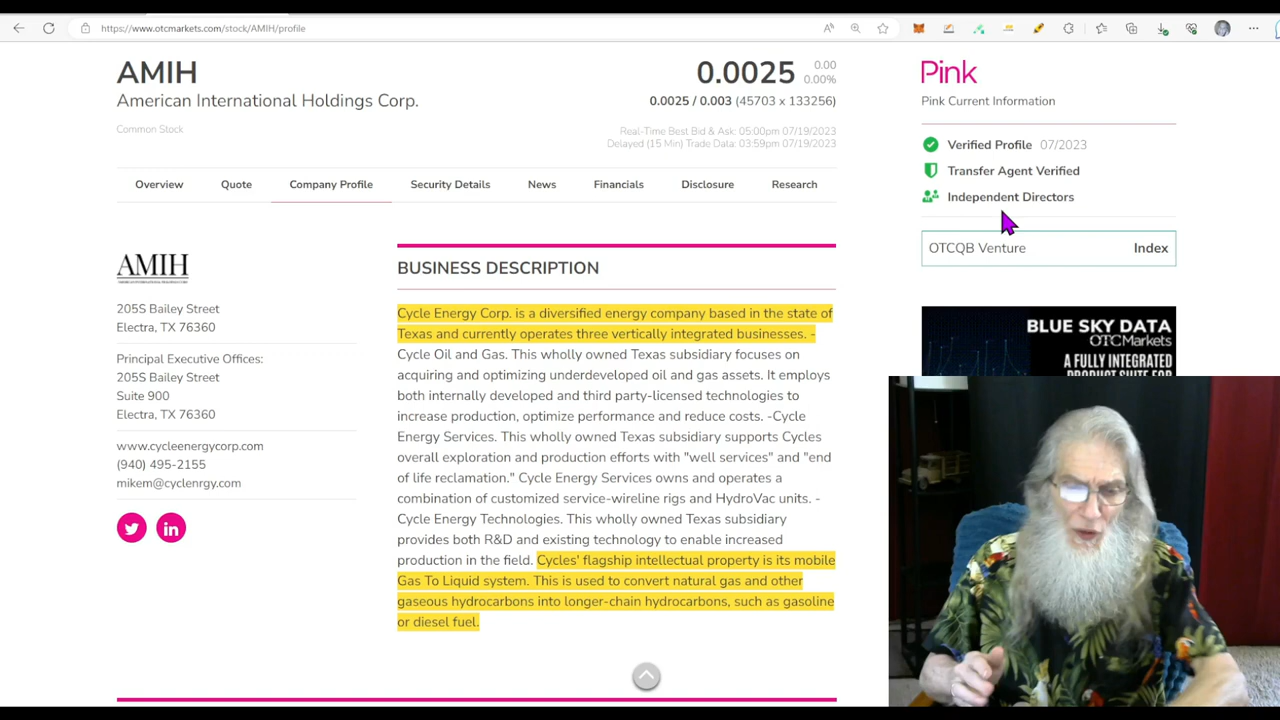 AMIH
https://www.otcmarkets.com/stock/AMIH/profile
AMIH
American International Holdings Corp.
Common Stock
0.0025
0.00
0.00%
0.0025 / 0.003 (45703 x 133256)
Real-Time Best Bid & Ask: 05:00pm 07/19/2023
Delayed (15 Min) Trade Data: 03:59pm 07/19/2023
Pink
Pink Current Information
Verified Profile 07/2023
Transfer Agent Verified
Independent Directors
OTCQB Venture Index
Overview Quote Company Profile Security Details News Financials Disclosure Research
AMIH
205S Bailey Street
Electra, TX 76360
Principal Executive Offices:
205S Bailey Street
Suite 900
Electra, TX 76360
www.cycleenergycorp.com
(940) 495-2155
mikem@cyclenrgy.com
BUSINESS DESCRIPTION
Cycle Energy Corp. is a diversified energy company based in the state of
Texas and currently operates three vertically integrated businesses. -
Cycle Oil and Gas. This wholly owned Texas subsidiary focuses on
acquiring and optimizing underdeveloped oil and gas assets. It employs
both internally developed and third party-licensed technologies to
increase production, optimize performance and reduce costs. -Cycle
Energy Services. This wholly owned Texas subsidiary supports Cycles
overall exploration and production efforts with "well services" and "end
of life reclamation." Cycle Energy Services owns and operates a
combination of customized service-wireline rigs and HydroVac units. -
Cycle Energy Technologies. This wholly owned Texas subsidiary
provides both R&D and existing technology to enable increased
production in the field. Cycles' flagship intellectual property is its mobile
Gas To Liquid system. This is used to convert natural gas and other
gaseous hydrocarbons into longer-chain hydrocarbons, such as gasoline
or diesel fuel.
BLUE SKY DATA
OTCMarkets
A FULLY INTEGRATED
PRODUCT SUITE FOR